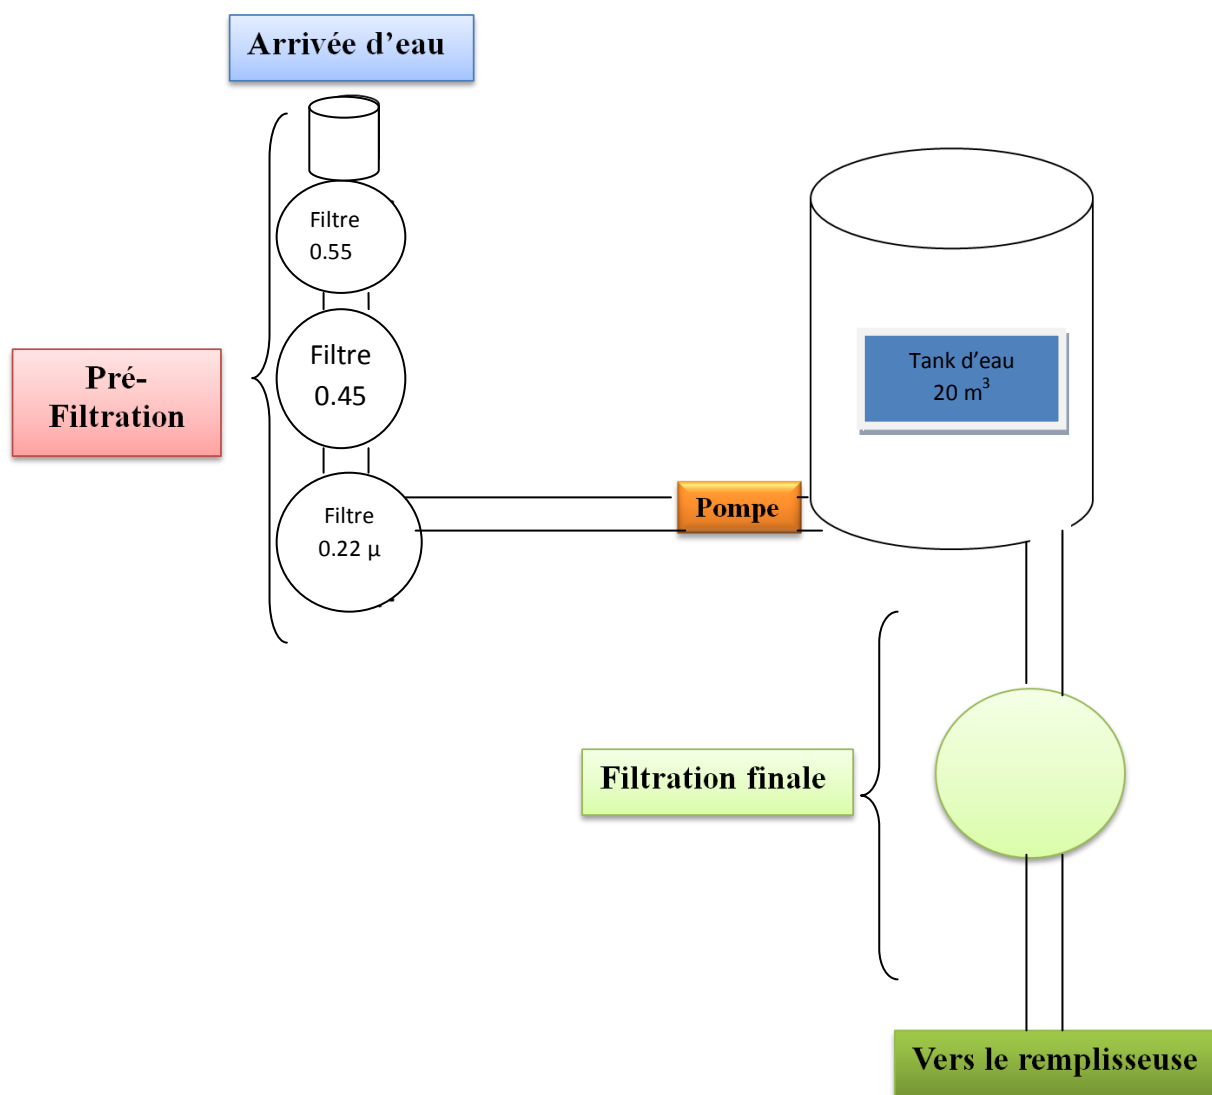 Arrivée d’eau
Filtre
0.55
Filtre
0.45
Filtre
0.22 µ
Pré-
Filtration
Pompe
Tank d’eau
20 m³
Filtration finale
Vers le remplisseuse